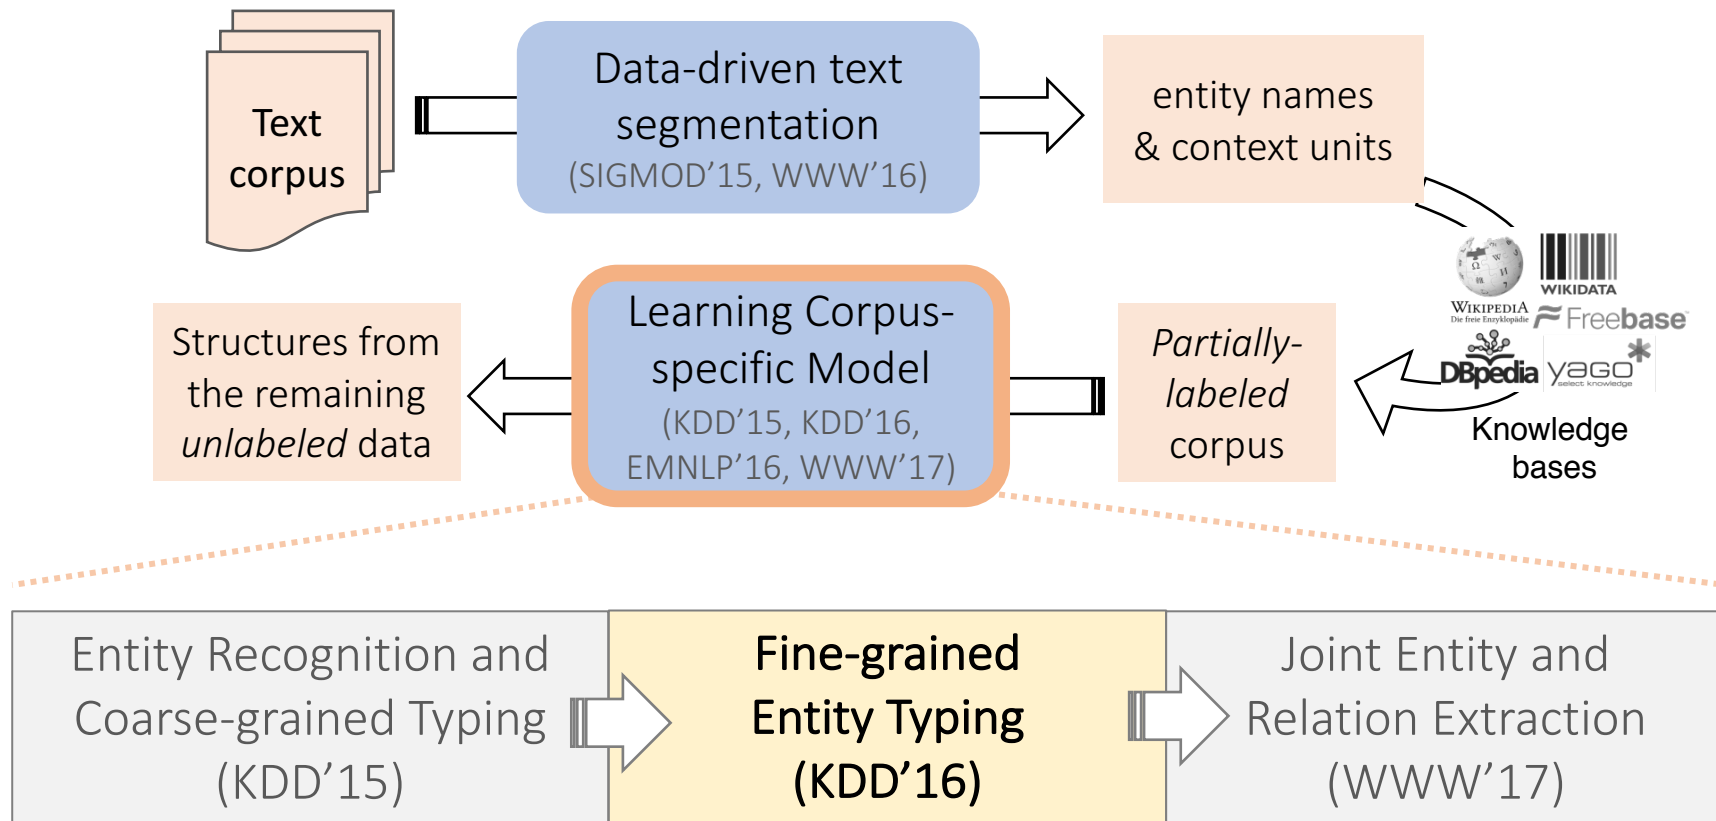 Text
corpus
Data-driven text
segmentation
(SIGMOD’15, WWW’16)
entity names
& context units
WIKIPEDIA
Die freie Enzyklopädie
WIKIDATA
Freebase™
DBpedia
yago
select knowledge
Knowledge
bases
Partially-
labeled
corpus
Learning Corpus-
specific Model
(KDD’15, KDD’16,
EMNLP’16, WWW’17)
Structures from
the remaining
unlabeled data
Entity Recognition and
Coarse-grained Typing
(KDD’15)
Fine-grained
Entity Typing
(KDD’16)
Joint Entity and
Relation Extraction
(WWW’17)